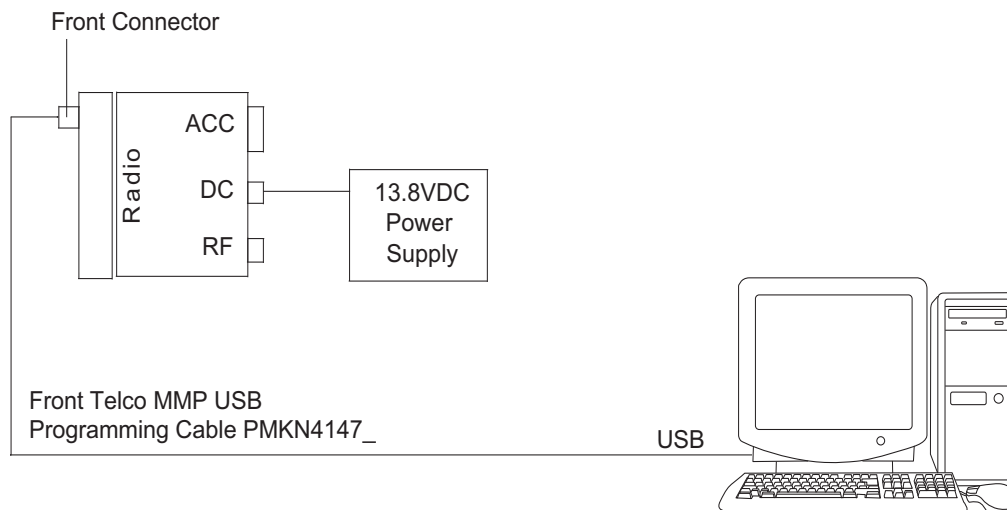 Front Connector
ACC
Radio
DC
RF
13.8VDC
Power
Supply
Front Telco MMP USB
Programming Cable PMKN4147_
USB